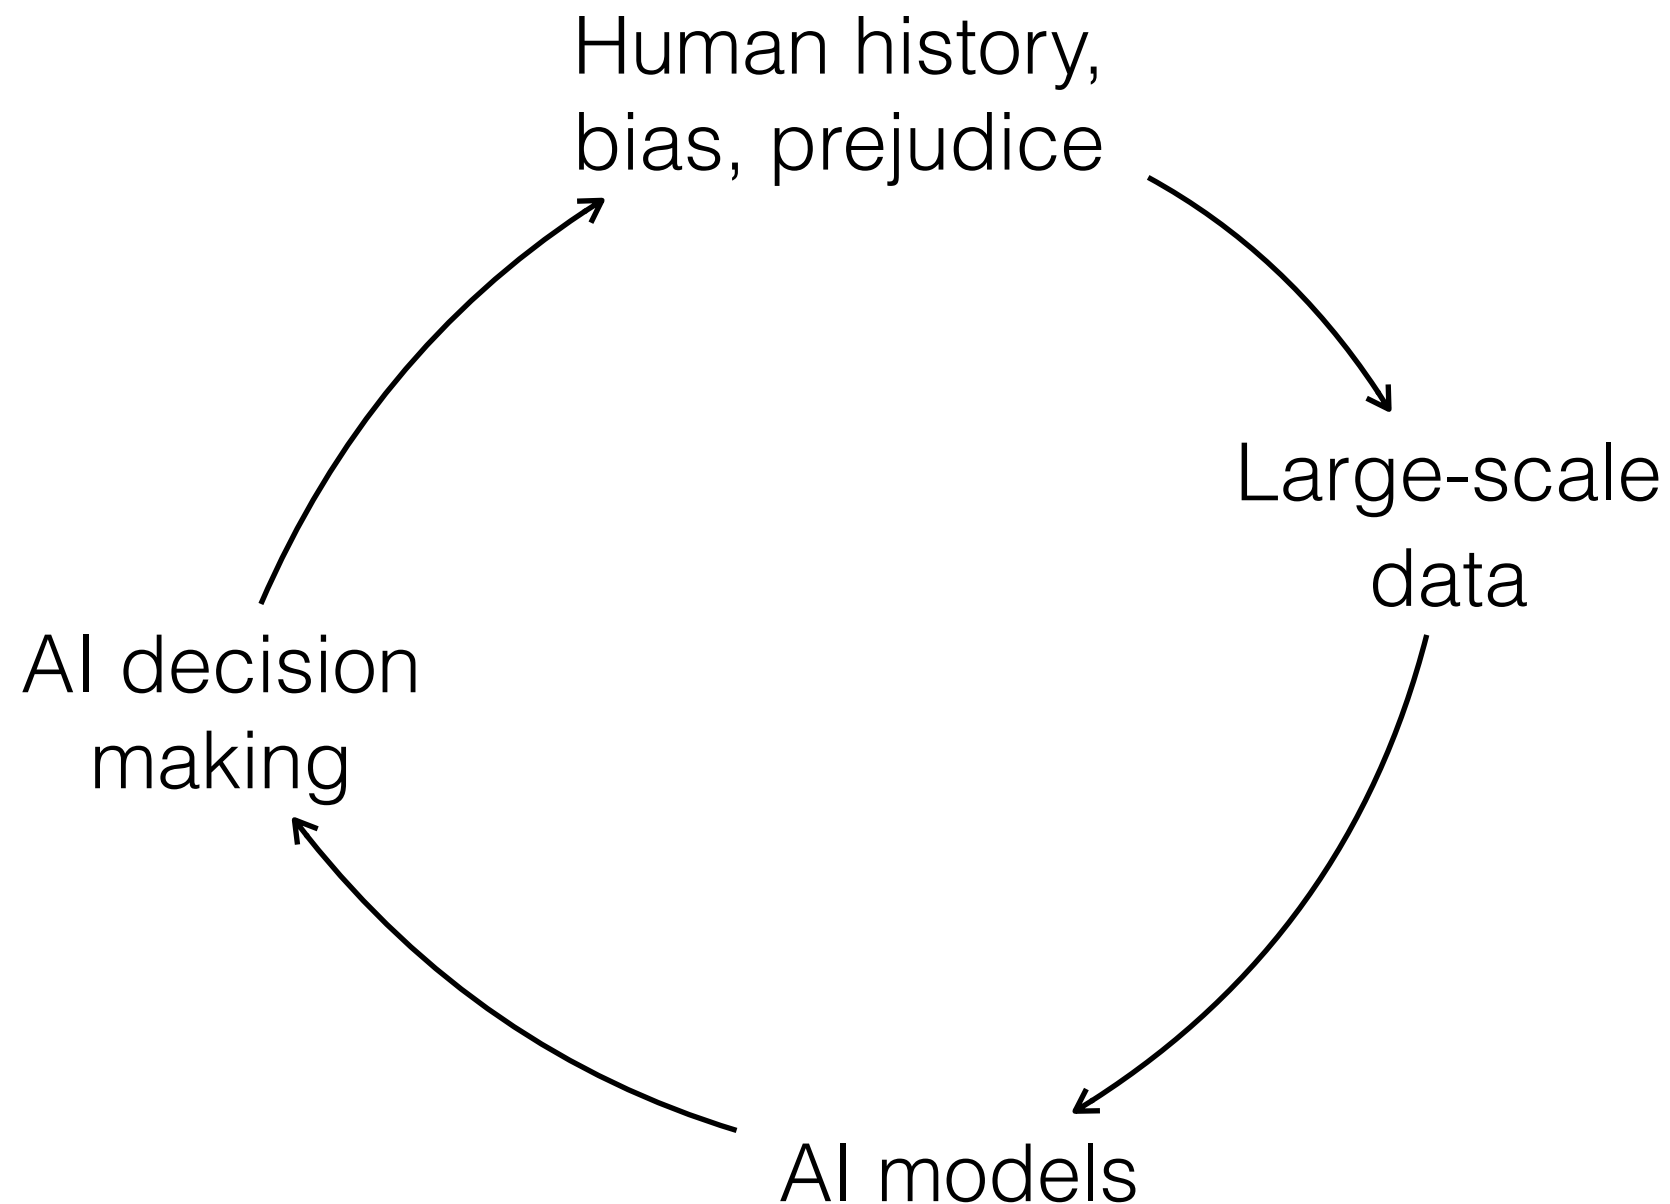 Human history,
bias, prejudice
Large-scale
data
AI models
AI decision
making